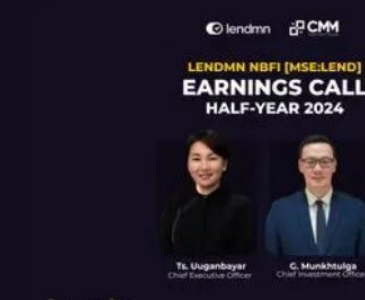 lendmn CMM
LENDMN NBFI [MSE:LEND]
EARNINGS CALL
HALF-YEAR 2024
Ts. Uuganbayar G. Munkhtulga
Chief Executive Officer Chief Investment Officer